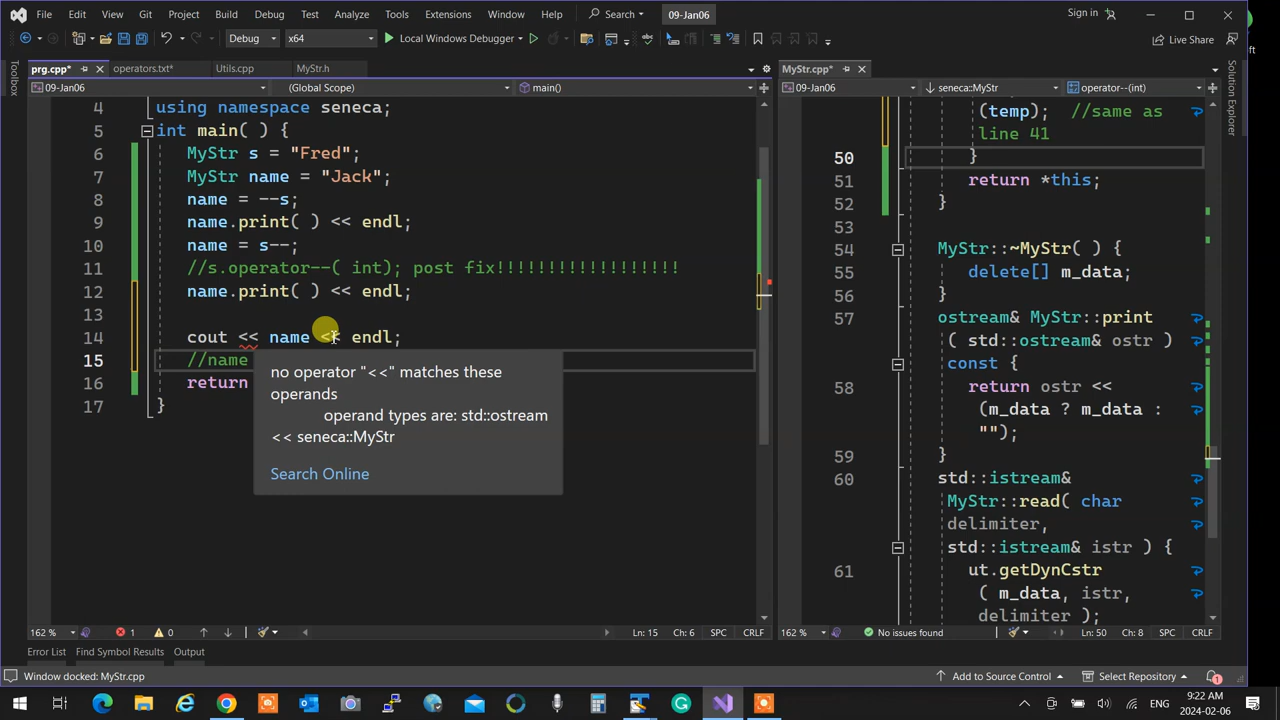 File Edit View Git Project Build Debug Test Analyze Tools Extensions Window Help Search 09-Jan06 Sign in
Debug x64 Local Windows Debugger Live Share
prg.cpp* operators.txt* Utils.cpp MyStr.h
09-Jan06 (Global Scope) main()
Toolbox
4 using namespace seneca;
5 int main( ) {
6 MyStr s = "Fred";
7 MyStr name = "Jack";
8 name = --s;
9 name.print( ) << endl;
10 name = s--;
11 //s.operator--( int); post fix!!!!!!!!!!!!!!!!!!
12 name.print( ) << endl;
13
14 cout << name << endl;
15 //name
16 return
17 }
no operator "<<" matches these
operands
operand types are: std::ostream
<< seneca::MyStr
Search Online
162 % 1 0 Ln: 15 Ch: 6 SPC CRLF
MyStr.cpp*
09-Jan06 seneca::MyStr operator--(int)
(temp); //same as
line 41
50 }
51 return *this;
52 }
53
54 MyStr::~MyStr( ) {
55 delete[] m_data;
56 }
57 ostream& MyStr::print
( std::ostream& ostr )
const {
58 return ostr <<
(m_data ? m_data :
"");
59 }
60 std::istream&
MyStr::read( char
delimiter,
std::istream& istr ) {
61 ut.getDynCstr
( m_data, istr,
delimiter );
162 % No issues found Ln: 50 Ch: 8 SPC CRLF
Solution Explorer
Error List Find Symbol Results Output
Window docked: MyStr.cpp Add to Source Control Select Repository 1
ENG 9:22 AM
2024-02-06